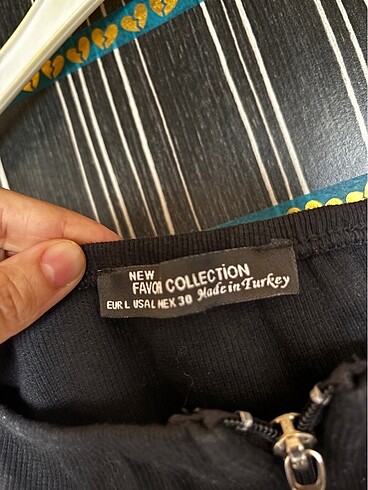 NEW
FAVORI COLLECTiON
EUR L USA L MEX 30 Made in Turkey